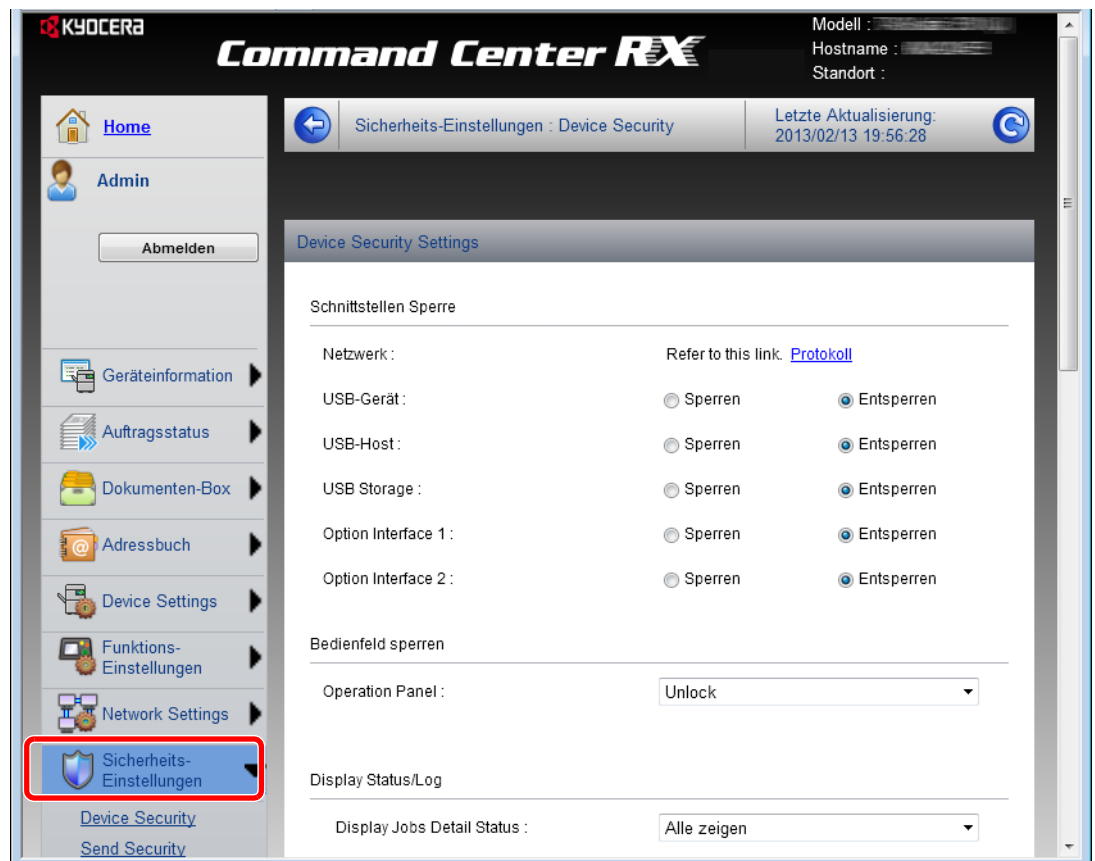 KYOCERA
Command Center RX
Modell :
Hostname :
Standort :
Home
Admin
Abmelden
Geräteinformation
Auftragsstatus
Dokumenten-Box
Adressbuch
Device Settings
Funktions-
Einstellungen
Network Settings
Sicherheits-
Einstellungen
Device Security
Send Security
Sicherheits-Einstellungen : Device Security
Letzte Aktualisierung:
2013/02/13 19:56:28
Device Security Settings
Schnittstellen Sperre
Netzwerk : Refer to this link. Protokoll
USB-Gerät : Sperren Entsperren
USB-Host : Sperren Entsperren
USB Storage : Sperren Entsperren
Option Interface 1 : Sperren Entsperren
Option Interface 2 : Sperren Entsperren
Bedienfeld sperren
Operation Panel : Unlock
Display Status/Log
Display Jobs Detail Status : Alle zeigen